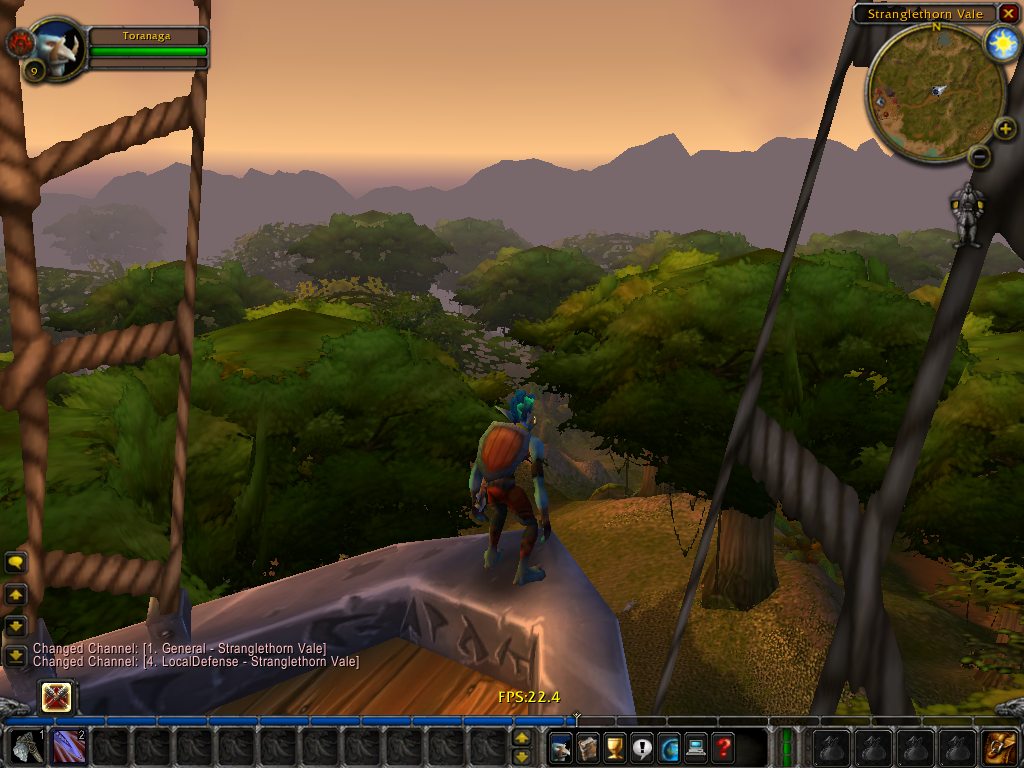 Toranaga
9
Stranglethorn Vale
N
Changed Channel: [1. General - Stranglethorn Vale]
Changed Channel: [4. LocalDefense - Stranglethorn Vale]
FPS:22.4
1
2